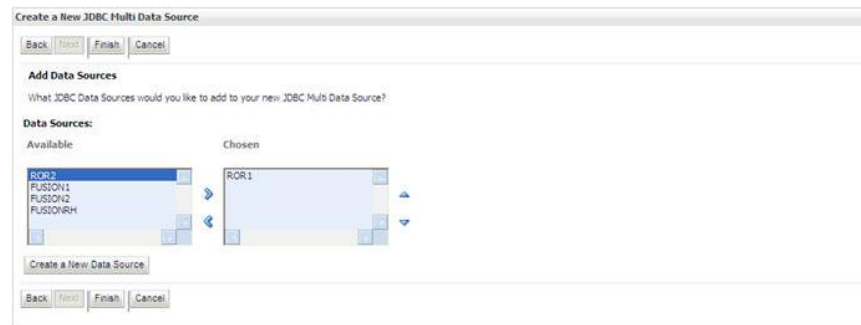 Create a New JDBC Multi Data Source
Back Next Finish Cancel
Add Data Sources
What JDBC Data Sources would you like to add to your new JDBC Multi Data Source?
Data Sources:
Available Chosen
ROR2 ROR1
FUSION1
FUSION2
FUSIONRH
Create a New Data Source
Back Next Finish Cancel